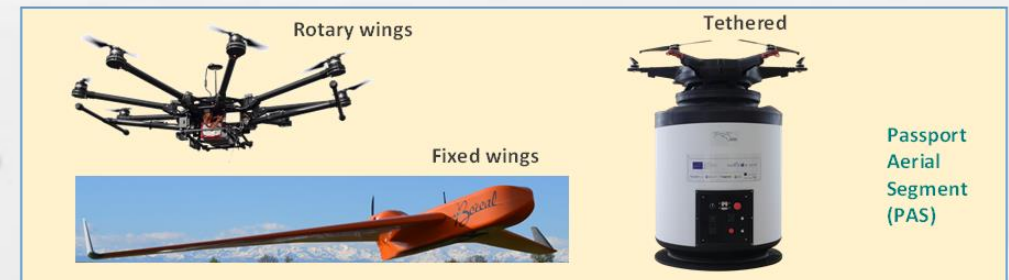 Rotary wings
Tethered
Fixed wings
Boreal
Passport
Aerial
Segment
(PAS)